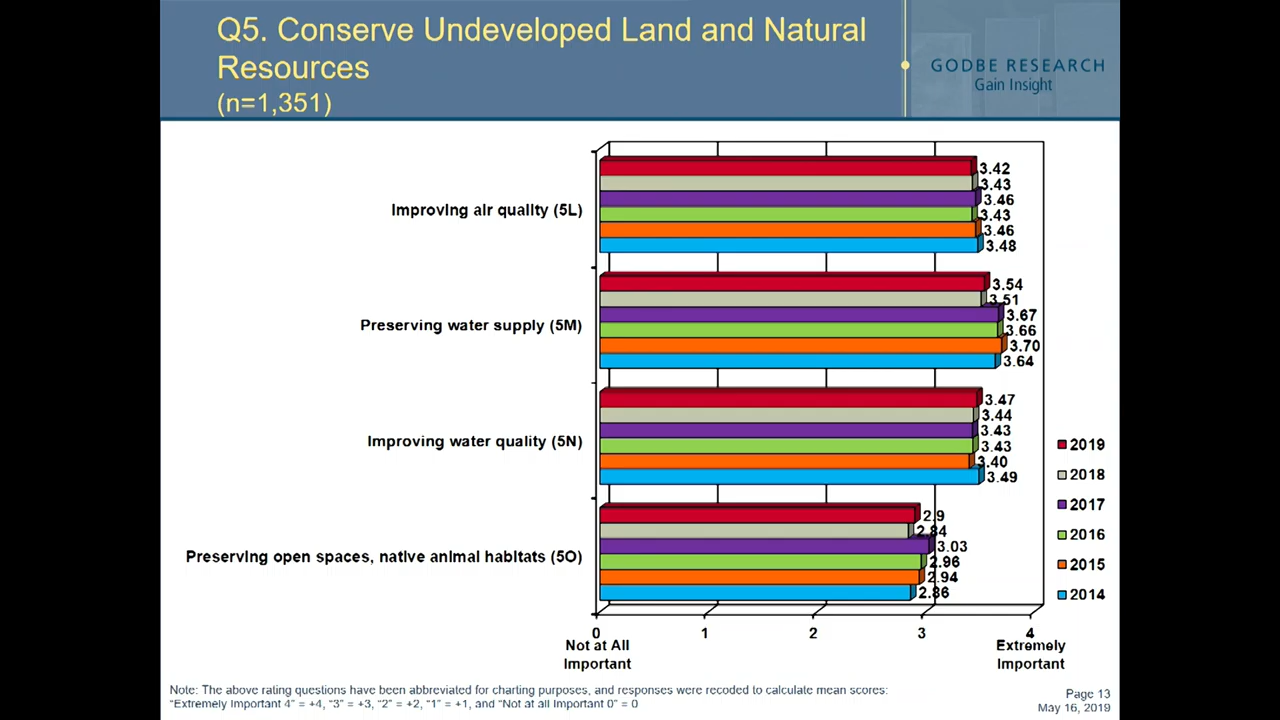 Q5. Conserve Undeveloped Land and Natural
Resources
(n=1,351)
GODBE RESEARCH
Gain Insight
Improving air quality (5L)
3.42
3.43
3.46
3.43
3.46
3.48
Preserving water supply (5M)
3.54
3.51
3.67
3.66
3.70
3.64
Improving water quality (5N)
3.47
3.44
3.43
3.43
3.40
3.49
Preserving open spaces, native animal habitats (5O)
2.9
2.84
3.03
2.96
2.94
2.86
2019
2018
2017
2016
2015
2014
0 1 2 3 4
Not at All
Important
Extremely
Important
Note: The above rating questions have been abbreviated for charting purposes, and responses were recoded to calculate mean scores:
“Extremely Important 4” = +4, “3” = +3, “2” = +2, “1” = +1, and “Not at all Important 0” = 0
Page 13
May 16, 2019